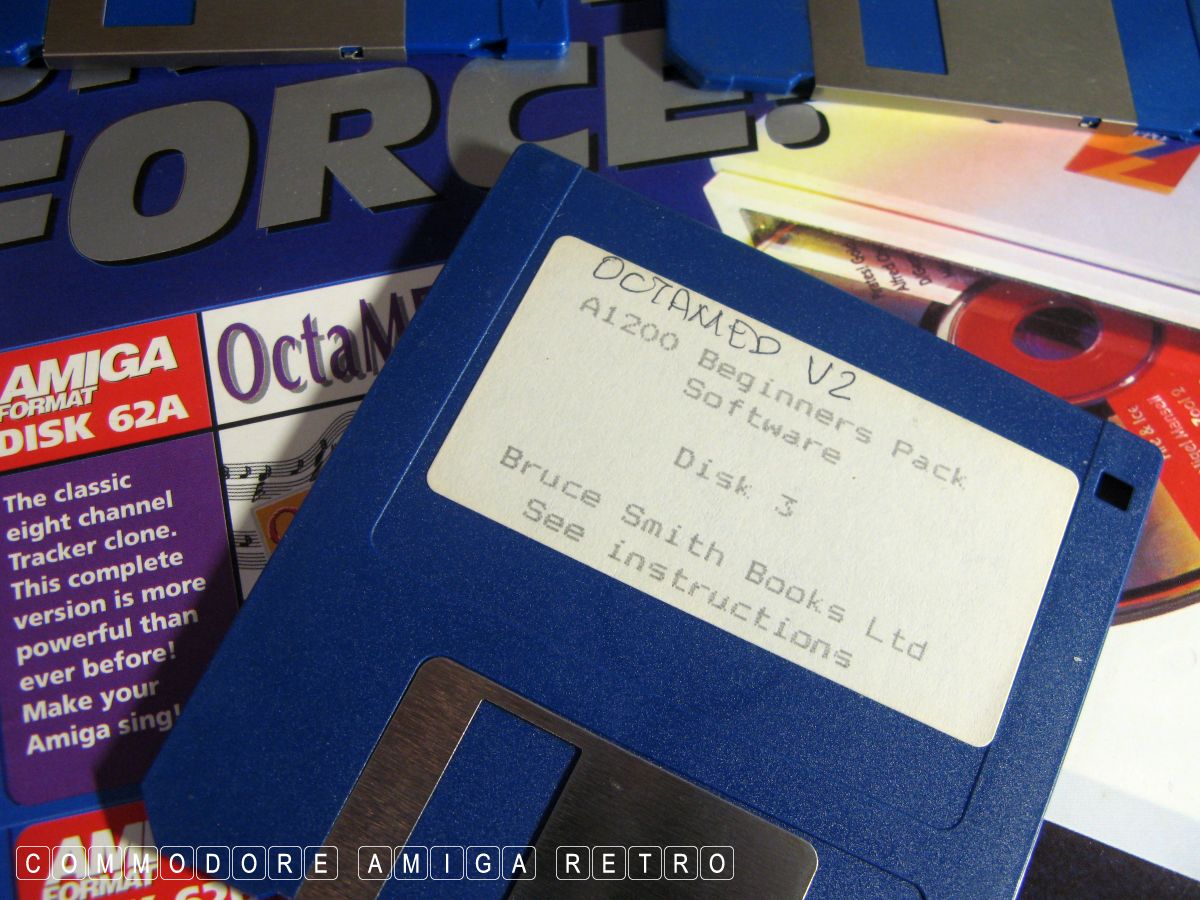 FORCE.
AMIGA
FORMAT
DISK 62A
OctaM
The classic
eight channel
Tracker clone.
This complete
version is more
powerful than
ever before!
Make your
Amiga sing!
OCTAMED V2
A1200 Beginners Pack
Software
Disk 3
Bruce Smith Books Ltd
See instructions
AM
FORMAT
COMMODORE AMIGA RETRO